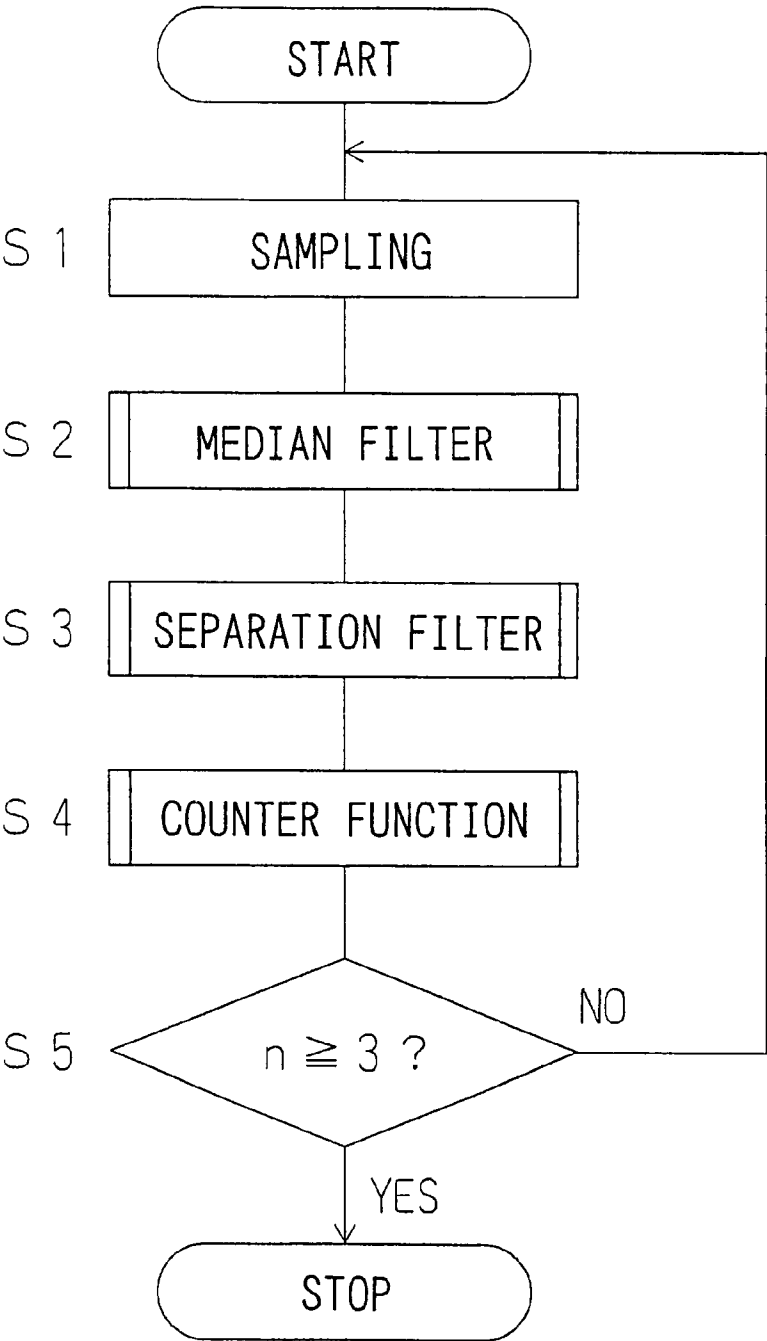 START
S 1 SAMPLING
S 2 MEDIAN FILTER
S 3 SEPARATION FILTER
S 4 COUNTER FUNCTION
NO
S 5 n ≧ 3 ?
YES
STOP